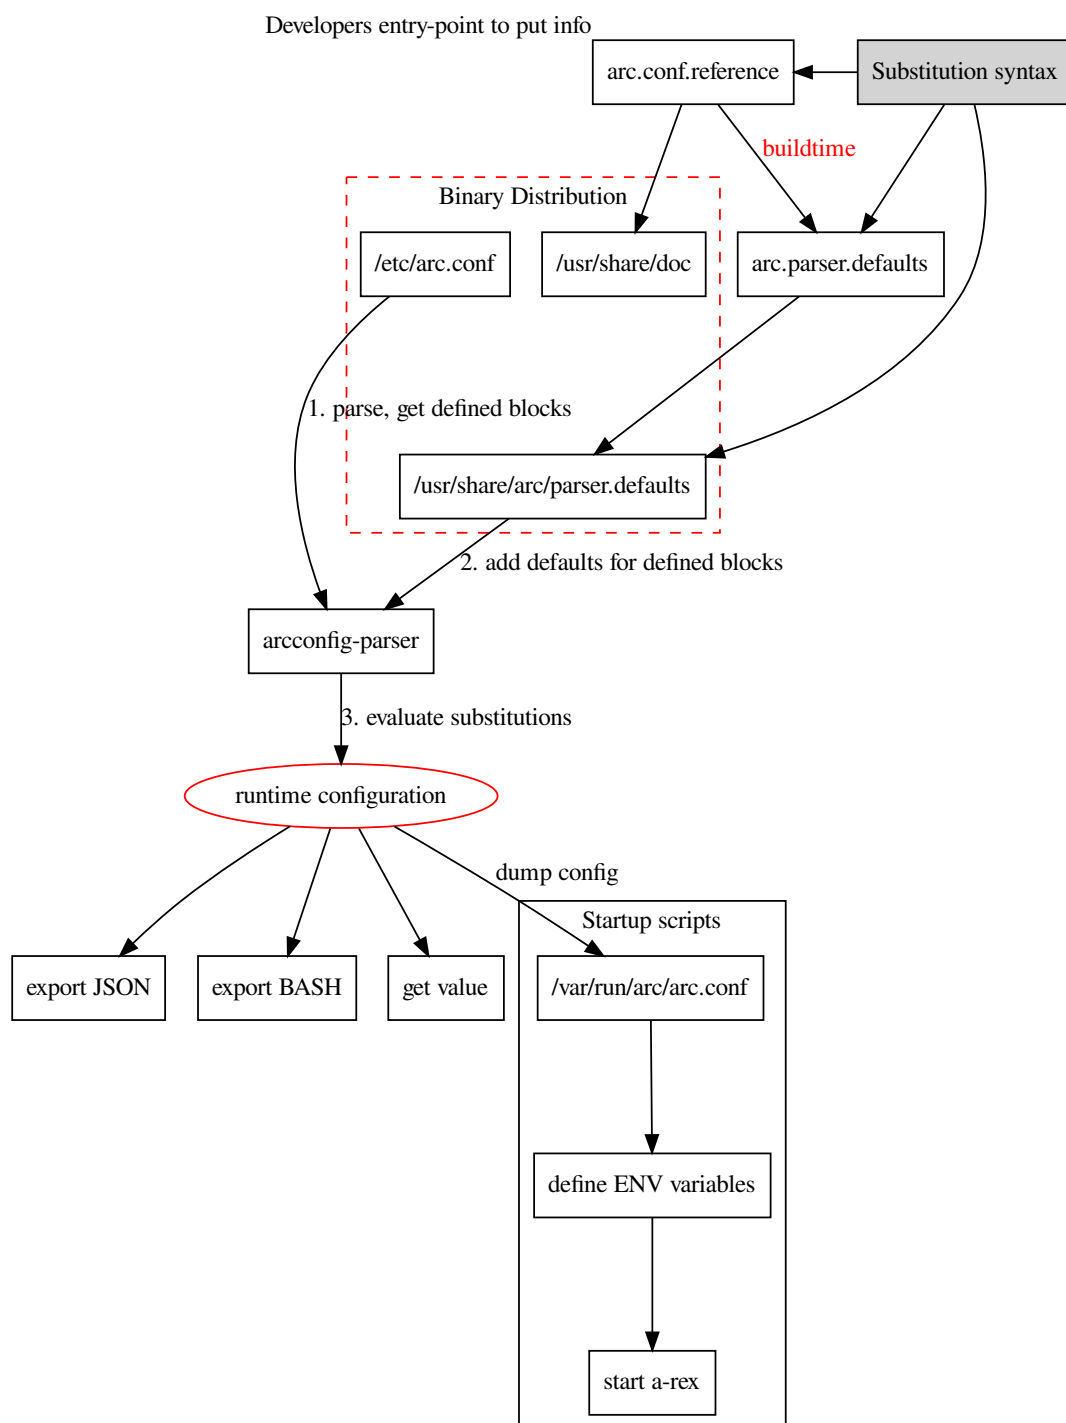 Developers entry-point to put info
arc.conf.reference
Substitution syntax
buildtime
Binary Distribution
/etc/arc.conf
/usr/share/doc
arc.parser.defaults
1. parse, get defined blocks
/usr/share/arc/parser.defaults
2. add defaults for defined blocks
arcconfig-parser
3. evaluate substitutions
runtime configuration
dump config
Startup scripts
export JSON
export BASH
get value
/var/run/arc/arc.conf
define ENV variables
start a-rex